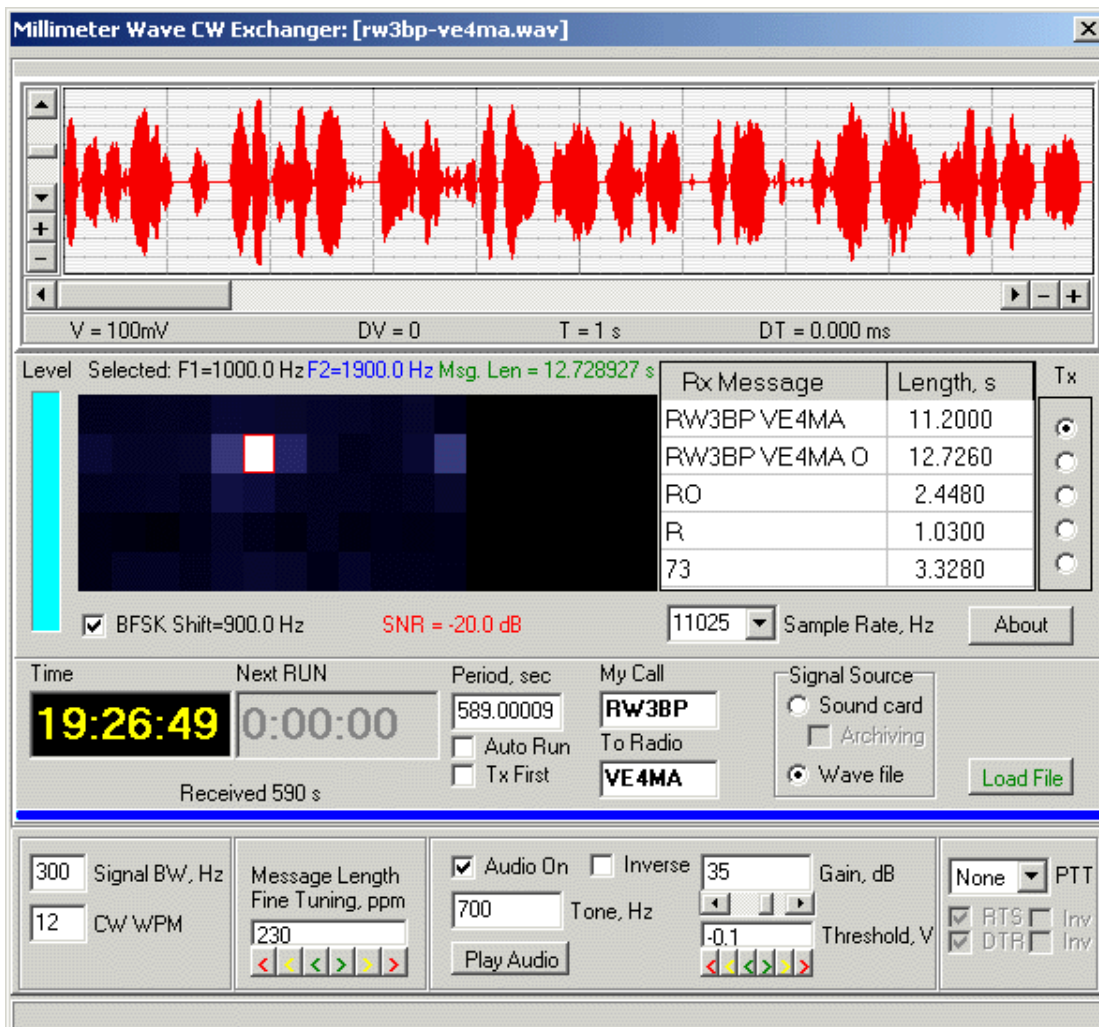 Millimeter Wave CW Exchanger: [rw3bp-ve4ma.wav]
V = 100mV DV = 0 T = 1 s DT = 0.000 ms
Level Selected: F1=1000.0 Hz F2=1900.0 Hz Msg. Len = 12.728927 s
Rx Message Length, s Tx
RW3BP VE4MA 11.2000
RW3BP VE4MA O 12.7260
RO 2.4480
R 1.0300
73 3.3280
BFSK Shift=900.0 Hz SNR = -20.0 dB 11025 Sample Rate, Hz About
Time Next RUN Period, sec My Call Signal Source
19:26:49 0:00:00 589.00009 RW3BP Sound card
Auto Run To Radio Archiving
Tx First VE4MA Wave file Load File
Received 590 s
300 Signal BW, Hz Message Length Fine Tuning, ppm Audio On Inverse 35 Gain, dB None PTT
12 CW WPM 230 700 Tone, Hz -0.1 Threshold, V RTS Inv
Play Audio DTR Inv